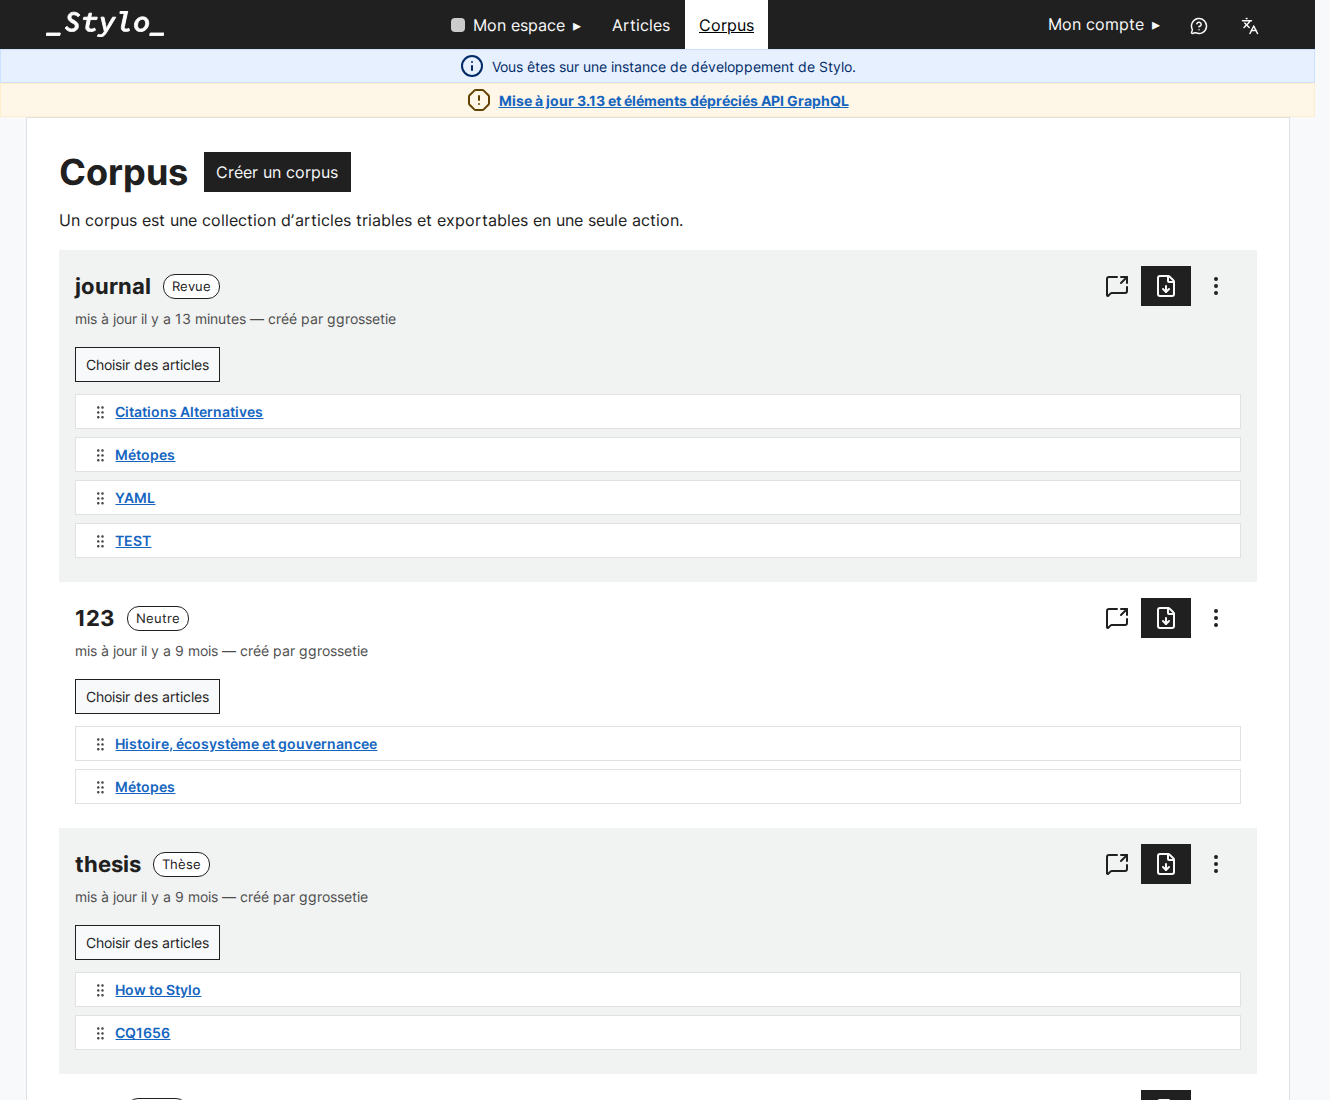 _Stylo_
Mon espace ▸
Articles
Corpus
Mon compte ▸
Vous êtes sur une instance de développement de Stylo.
Mise à jour 3.13 et éléments dépréciés API GraphQL
Corpus
Créer un corpus
Un corpus est une collection d’articles triables et exportables en une seule action.
journal
Revue
mis à jour il y a 13 minutes — créé par ggrossetie
Choisir des articles
Citations Alternatives
Métopes
YAML
TEST
123
Neutre
mis à jour il y a 9 mois — créé par ggrossetie
Choisir des articles
Histoire, écosystème et gouvernancee
Métopes
thesis
Thèse
mis à jour il y a 9 mois — créé par ggrossetie
Choisir des articles
How to Stylo
CQ1656